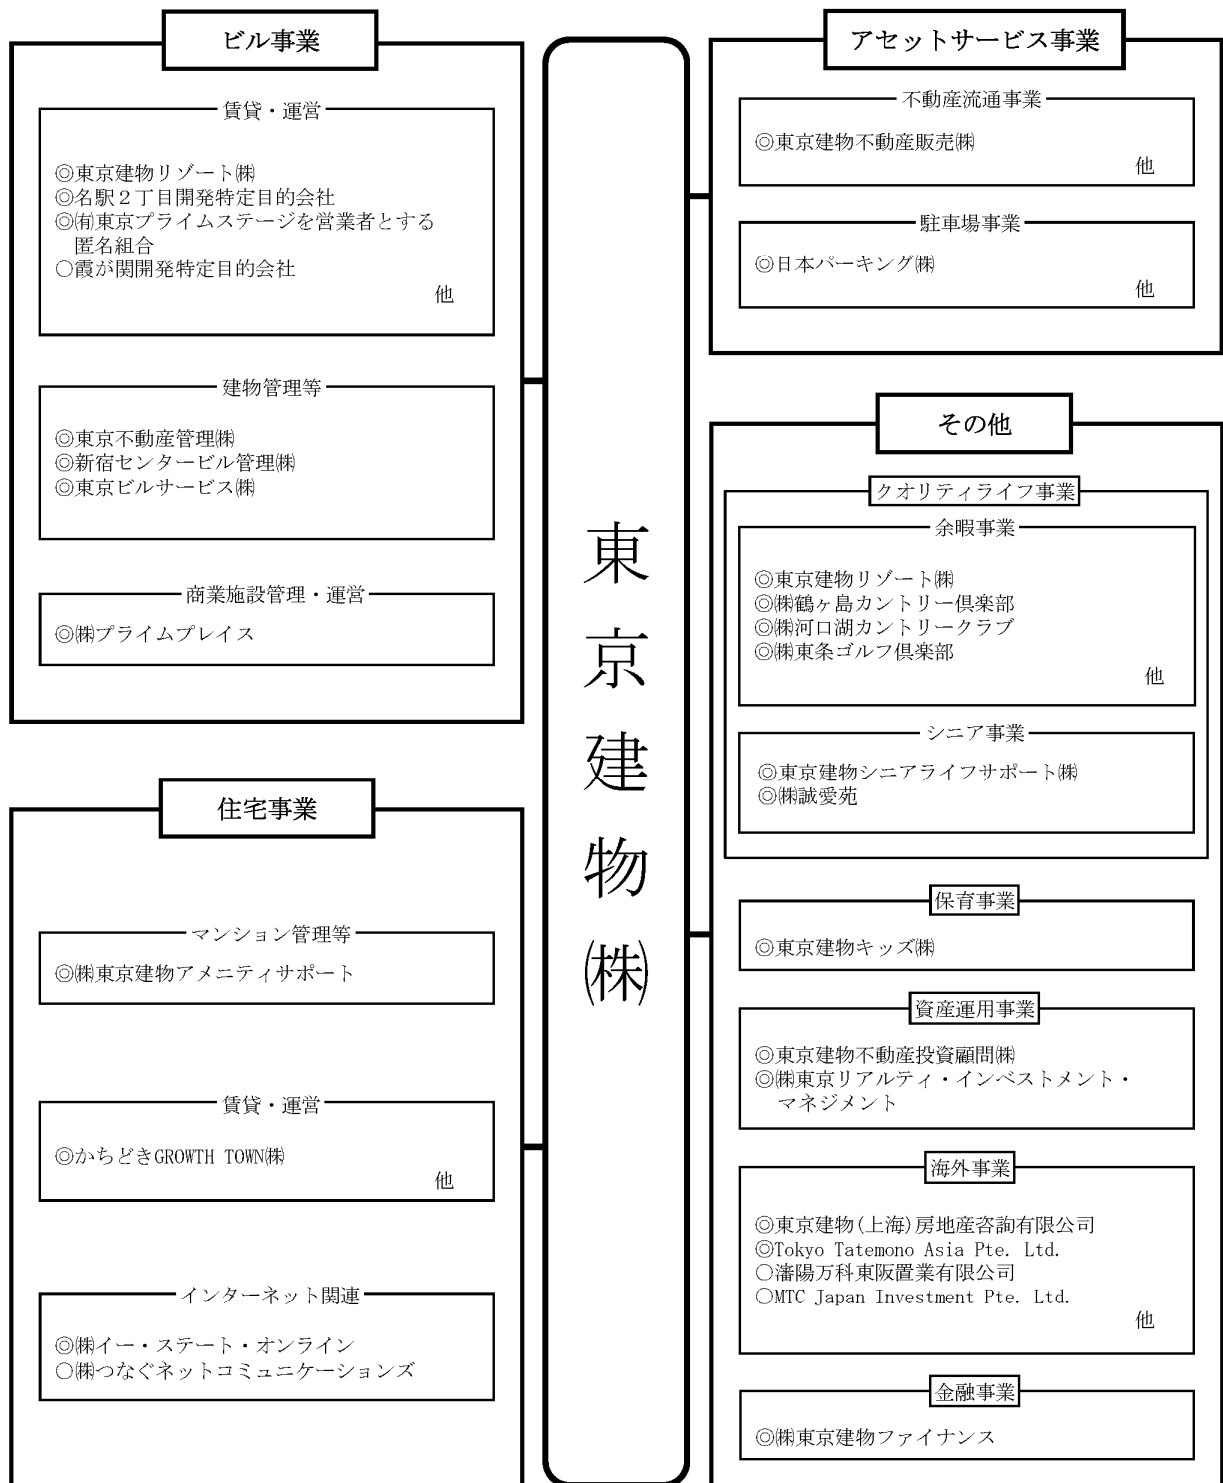 ビル事業
賃貸・運営
◎東京建物リゾート㈱
◎名駅２丁目開発特定目的会社
◎㈲東京プライムステージを営業者とする
匿名組合
○霞が関開発特定目的会社
他
建物管理等
◎東京不動産管理㈱
◎新宿センタービル管理㈱
◎東京ビルサービス㈱
商業施設管理・運営
◎㈱プライムプレイス
住宅事業
マンション管理等
◎㈱東京建物アメニティサポート
賃貸・運営
◎かちどきGROWTH TOWN㈱
他
インターネット関連
◎㈱イー・ステート・オンライン
○㈱つなぐネットコミュニケーションズ
東京建物㈱
アセットサービス事業
不動産流通事業
◎東京建物不動産販売㈱
他
駐車場事業
◎日本パーキング㈱
他
その他
クオリティライフ事業
余暇事業
◎東京建物リゾート㈱
◎㈱鶴ヶ島カントリー倶楽部
◎㈱河口湖カントリークラブ
◎㈱東条ゴルフ倶楽部
他
シニア事業
◎東京建物シニアライフサポート㈱
◎㈱誠愛苑
保育事業
◎東京建物キッズ㈱
資産運用事業
◎東京建物不動産投資顧問㈱
◎㈱東京リアルティ・インベストメント・
マネジメント
海外事業
◎東京建物(上海)房地産咨詢有限公司
◎Tokyo Tatemono Asia Pte. Ltd.
○瀋陽万科東阪置業有限公司
○MTC Japan Investment Pte. Ltd.
他
金融事業
◎㈱東京建物ファイナンス